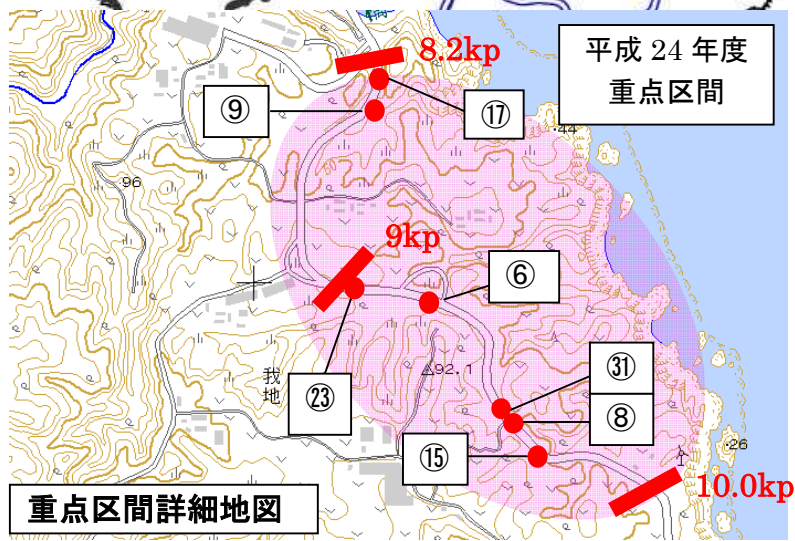 8.2kp
平成 24 年度
重点区間
⑨
⑰
・44
・96
9kp
⑥
我
地
△92.1
㉓
㉛
⑧
⑮
・26
10.0kp
重点区間詳細地図